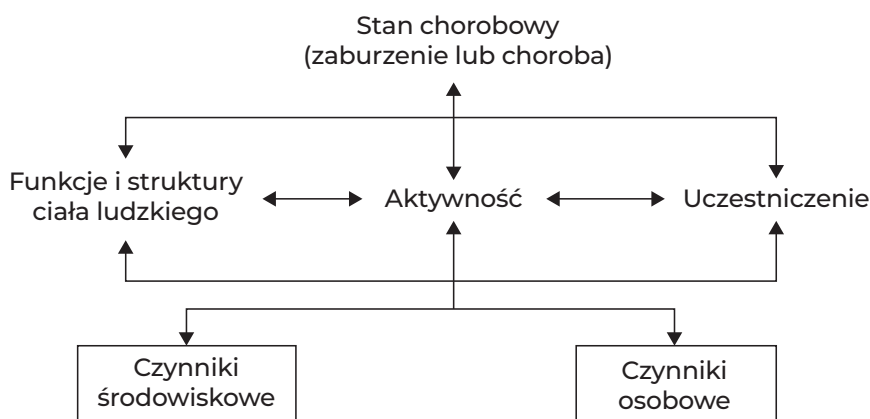 Stan chorobowy
(zaburzenie lub choroba)
Funkcje i struktury
ciała ludzkiego
Aktywność
Uczestniczenie
Czynniki
środowiskowe
Czynniki
osobowe